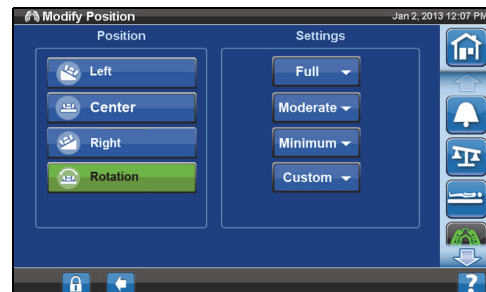 Modify Position
Jan 2, 2013 12:07 PM
Position
Settings
Left
Full
Center
Moderate
Right
Minimum
Rotation
Custom
?